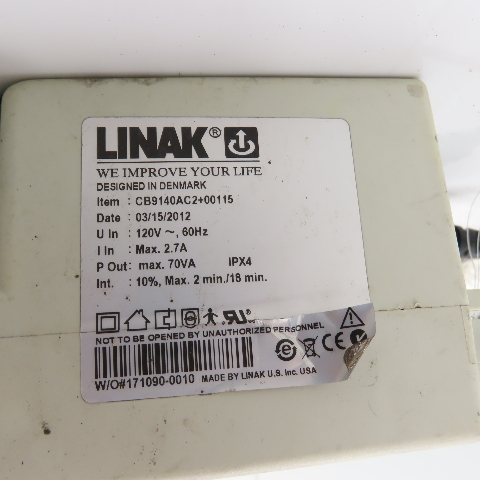 LINAK®
WE IMPROVE YOUR LIFE
DESIGNED IN DENMARK
Item : CB9140AC2+00115
Date : 03/15/2012
U In : 120V ~, 60Hz
I In : Max. 2.7A
P Out: max. 70VA IPX4
Int. : 10%, Max. 2 min./18 min.
NOT TO BE OPENED BY UNAUTHORIZED PERSONNEL
W/O#171090-0010 MADE BY LINAK U.S. Inc. USA